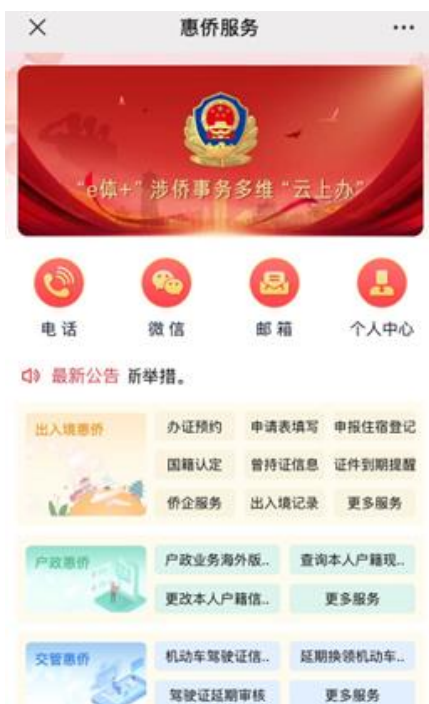 惠侨服务
“e体+”涉侨事务多维“云上办”
电话 微信 邮箱 个人中心
最新公告 新举措。
出入境惠侨
办证预约 申请表填写 申报住宿登记
国籍认定 曾持证信息 证件到期提醒
侨企服务 出入境记录 更多服务
户政惠侨
户政业务海外版.. 查询本人户籍现..
更改本人户籍信.. 更多服务
交管惠侨
机动车驾驶证信.. 延期换领机动车..
驾驶证延期审核 更多服务